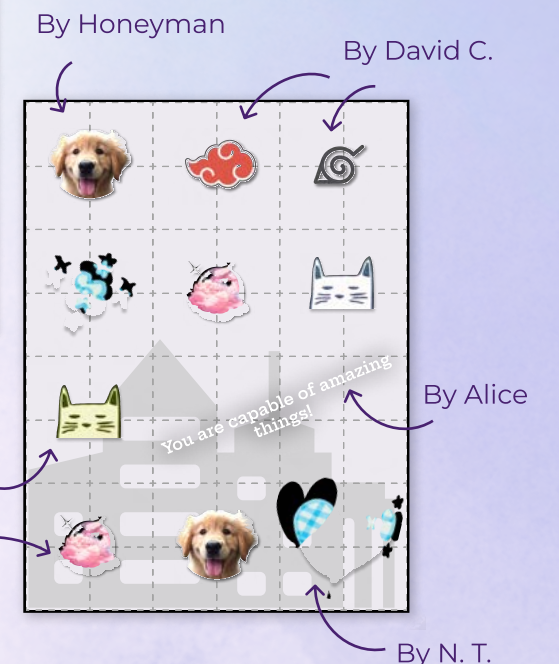 By Honeyman
By David C.
You are capable of amazing
things!
By Alice
By N. T.